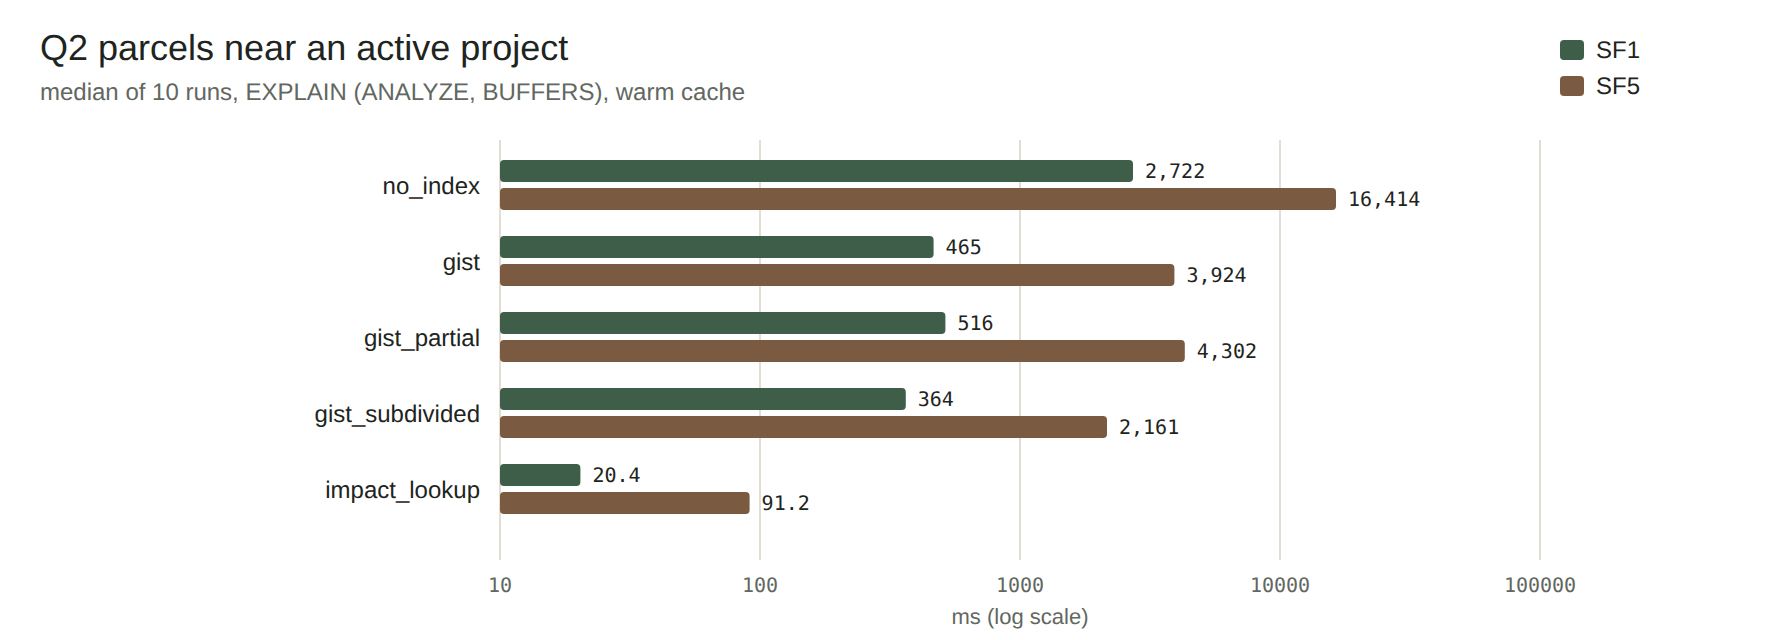 Q2 parcels near an active project
median of 10 runs, EXPLAIN (ANALYZE, BUFFERS), warm cache
SF1
SF5
no_index
2,722
16,414
gist
465
3,924
gist_partial
516
4,302
gist_subdivided
364
2,161
impact_lookup
20.4
91.2
10 100 1000 10000 100000
ms (log scale)